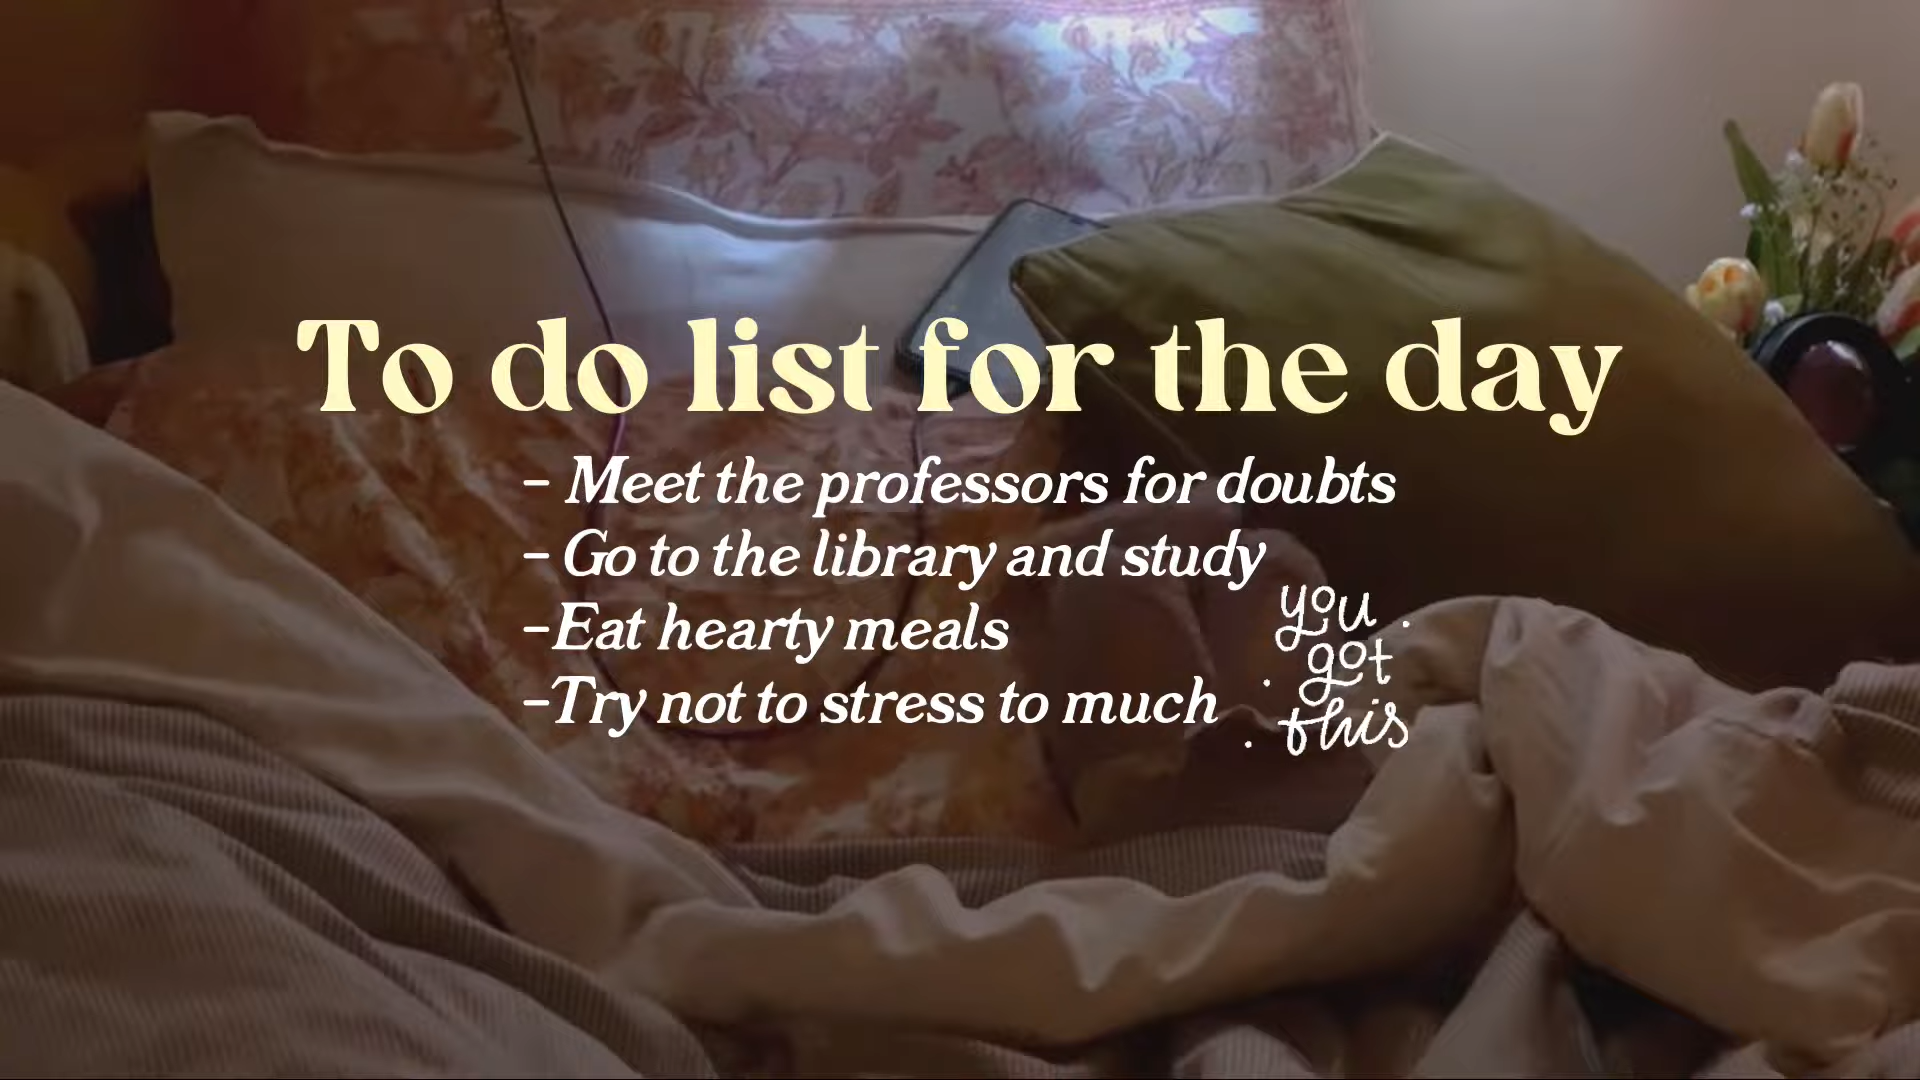 To do list for the day
- Meet the professors for doubts
- Go to the library and study
-Eat hearty meals
-Try not to stress to much
you
got
this